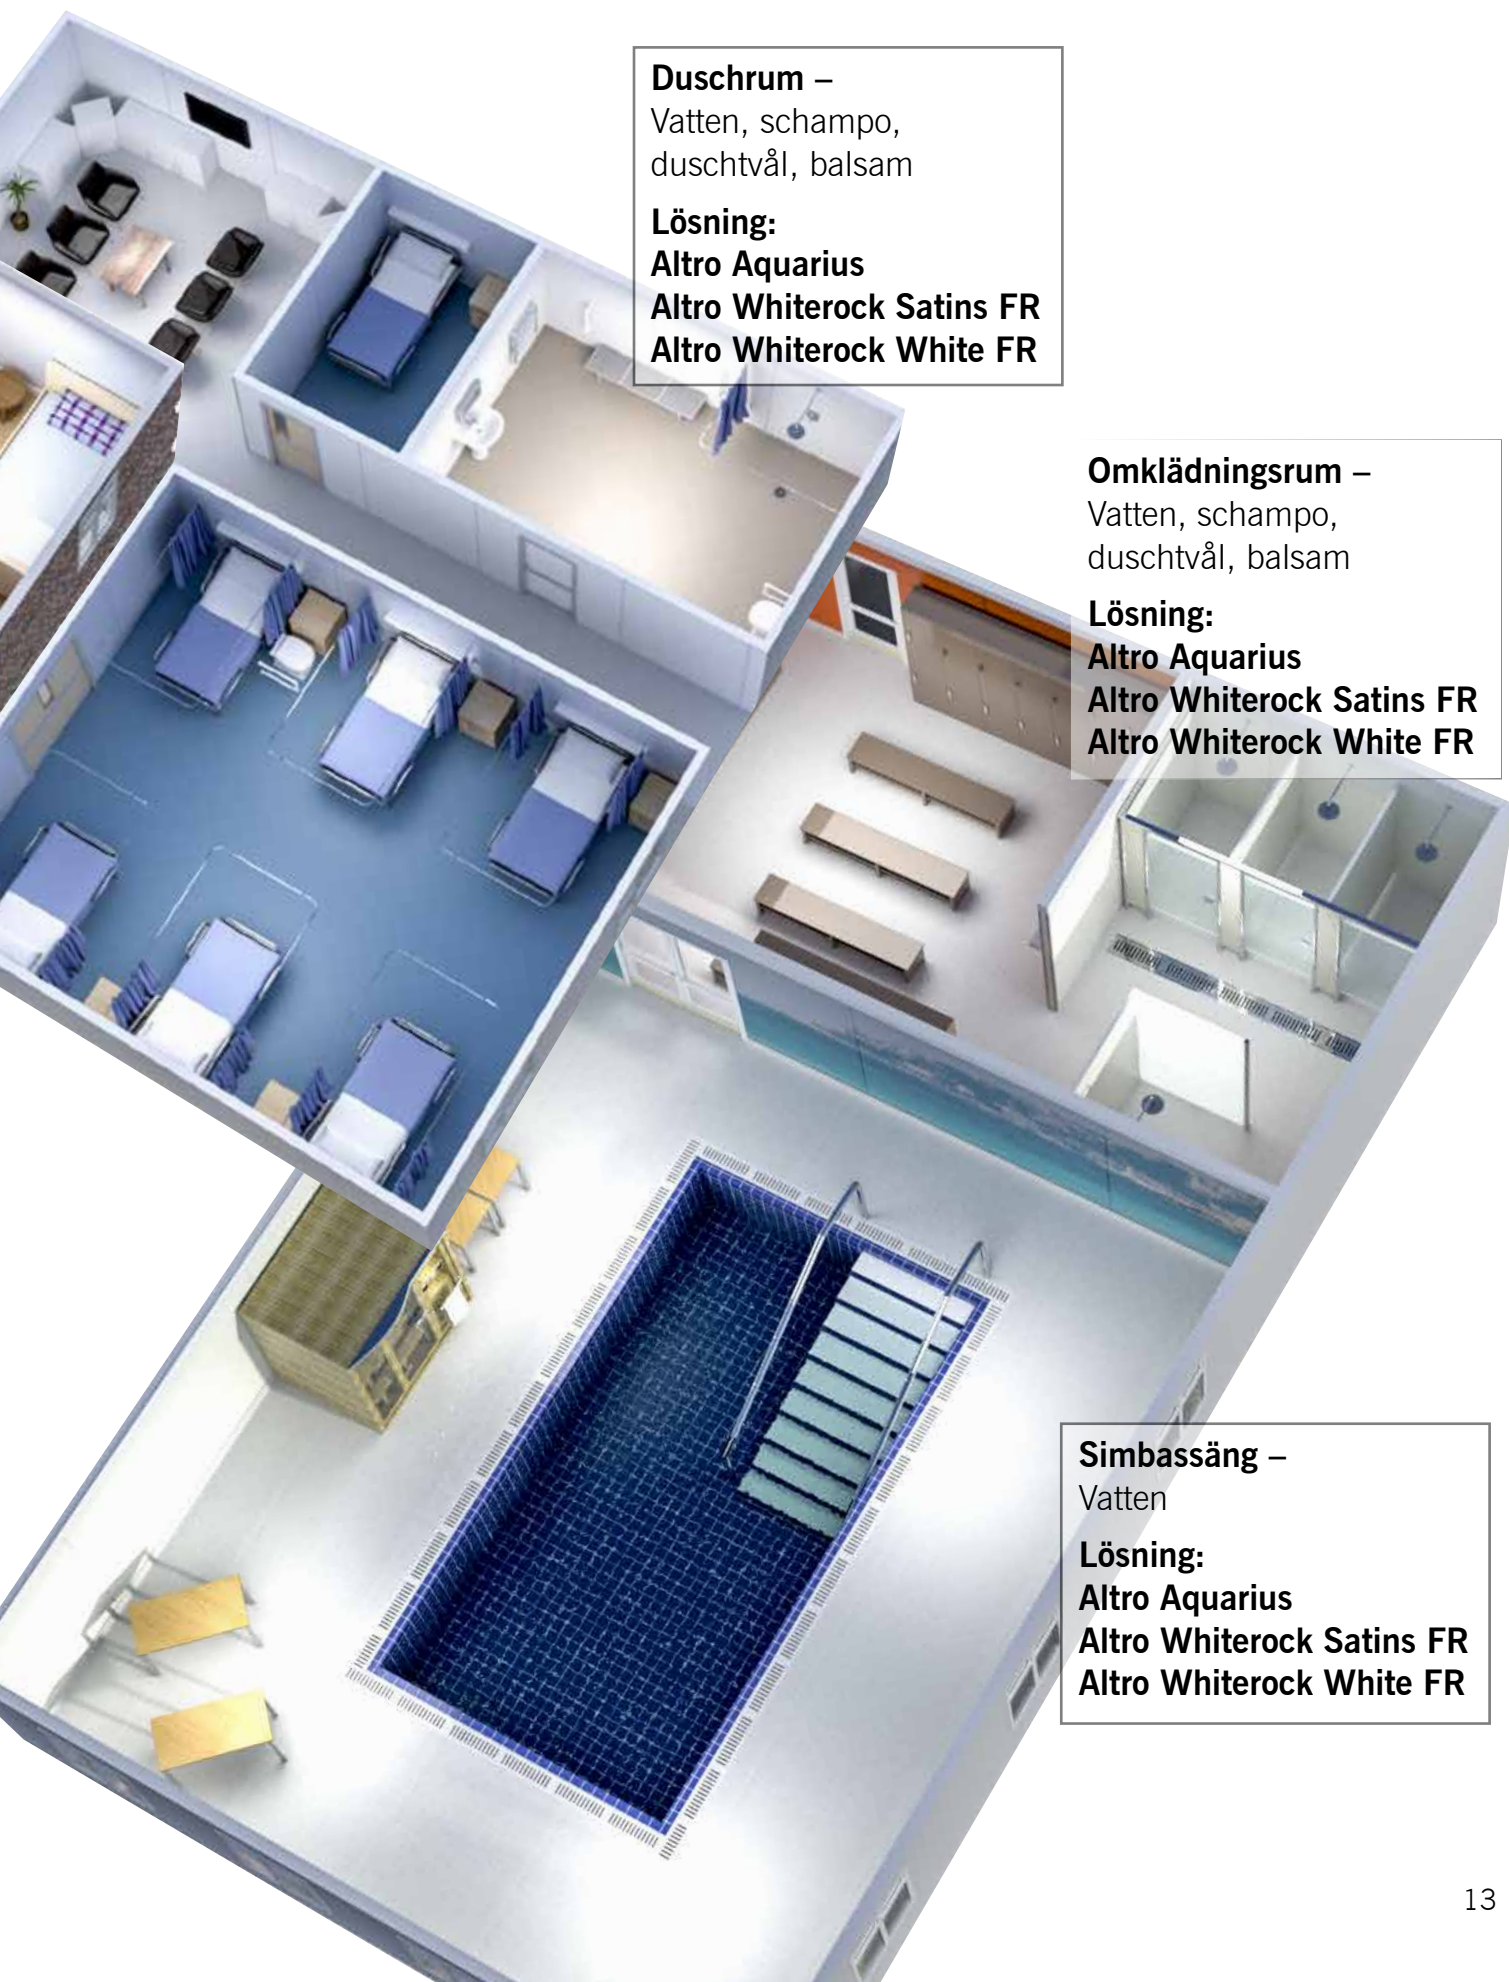 Duschrum –
Vatten, schampo,
duschtvål, balsam
Lösning:
Altro Aquarius
Altro Whiterock Satins FR
Altro Whiterock White FR
Omklädningsrum –
Vatten, schampo,
duschtvål, balsam
Lösning:
Altro Aquarius
Altro Whiterock Satins FR
Altro Whiterock White FR
Simbassäng –
Vatten
Lösning:
Altro Aquarius
Altro Whiterock Satins FR
Altro Whiterock White FR
13